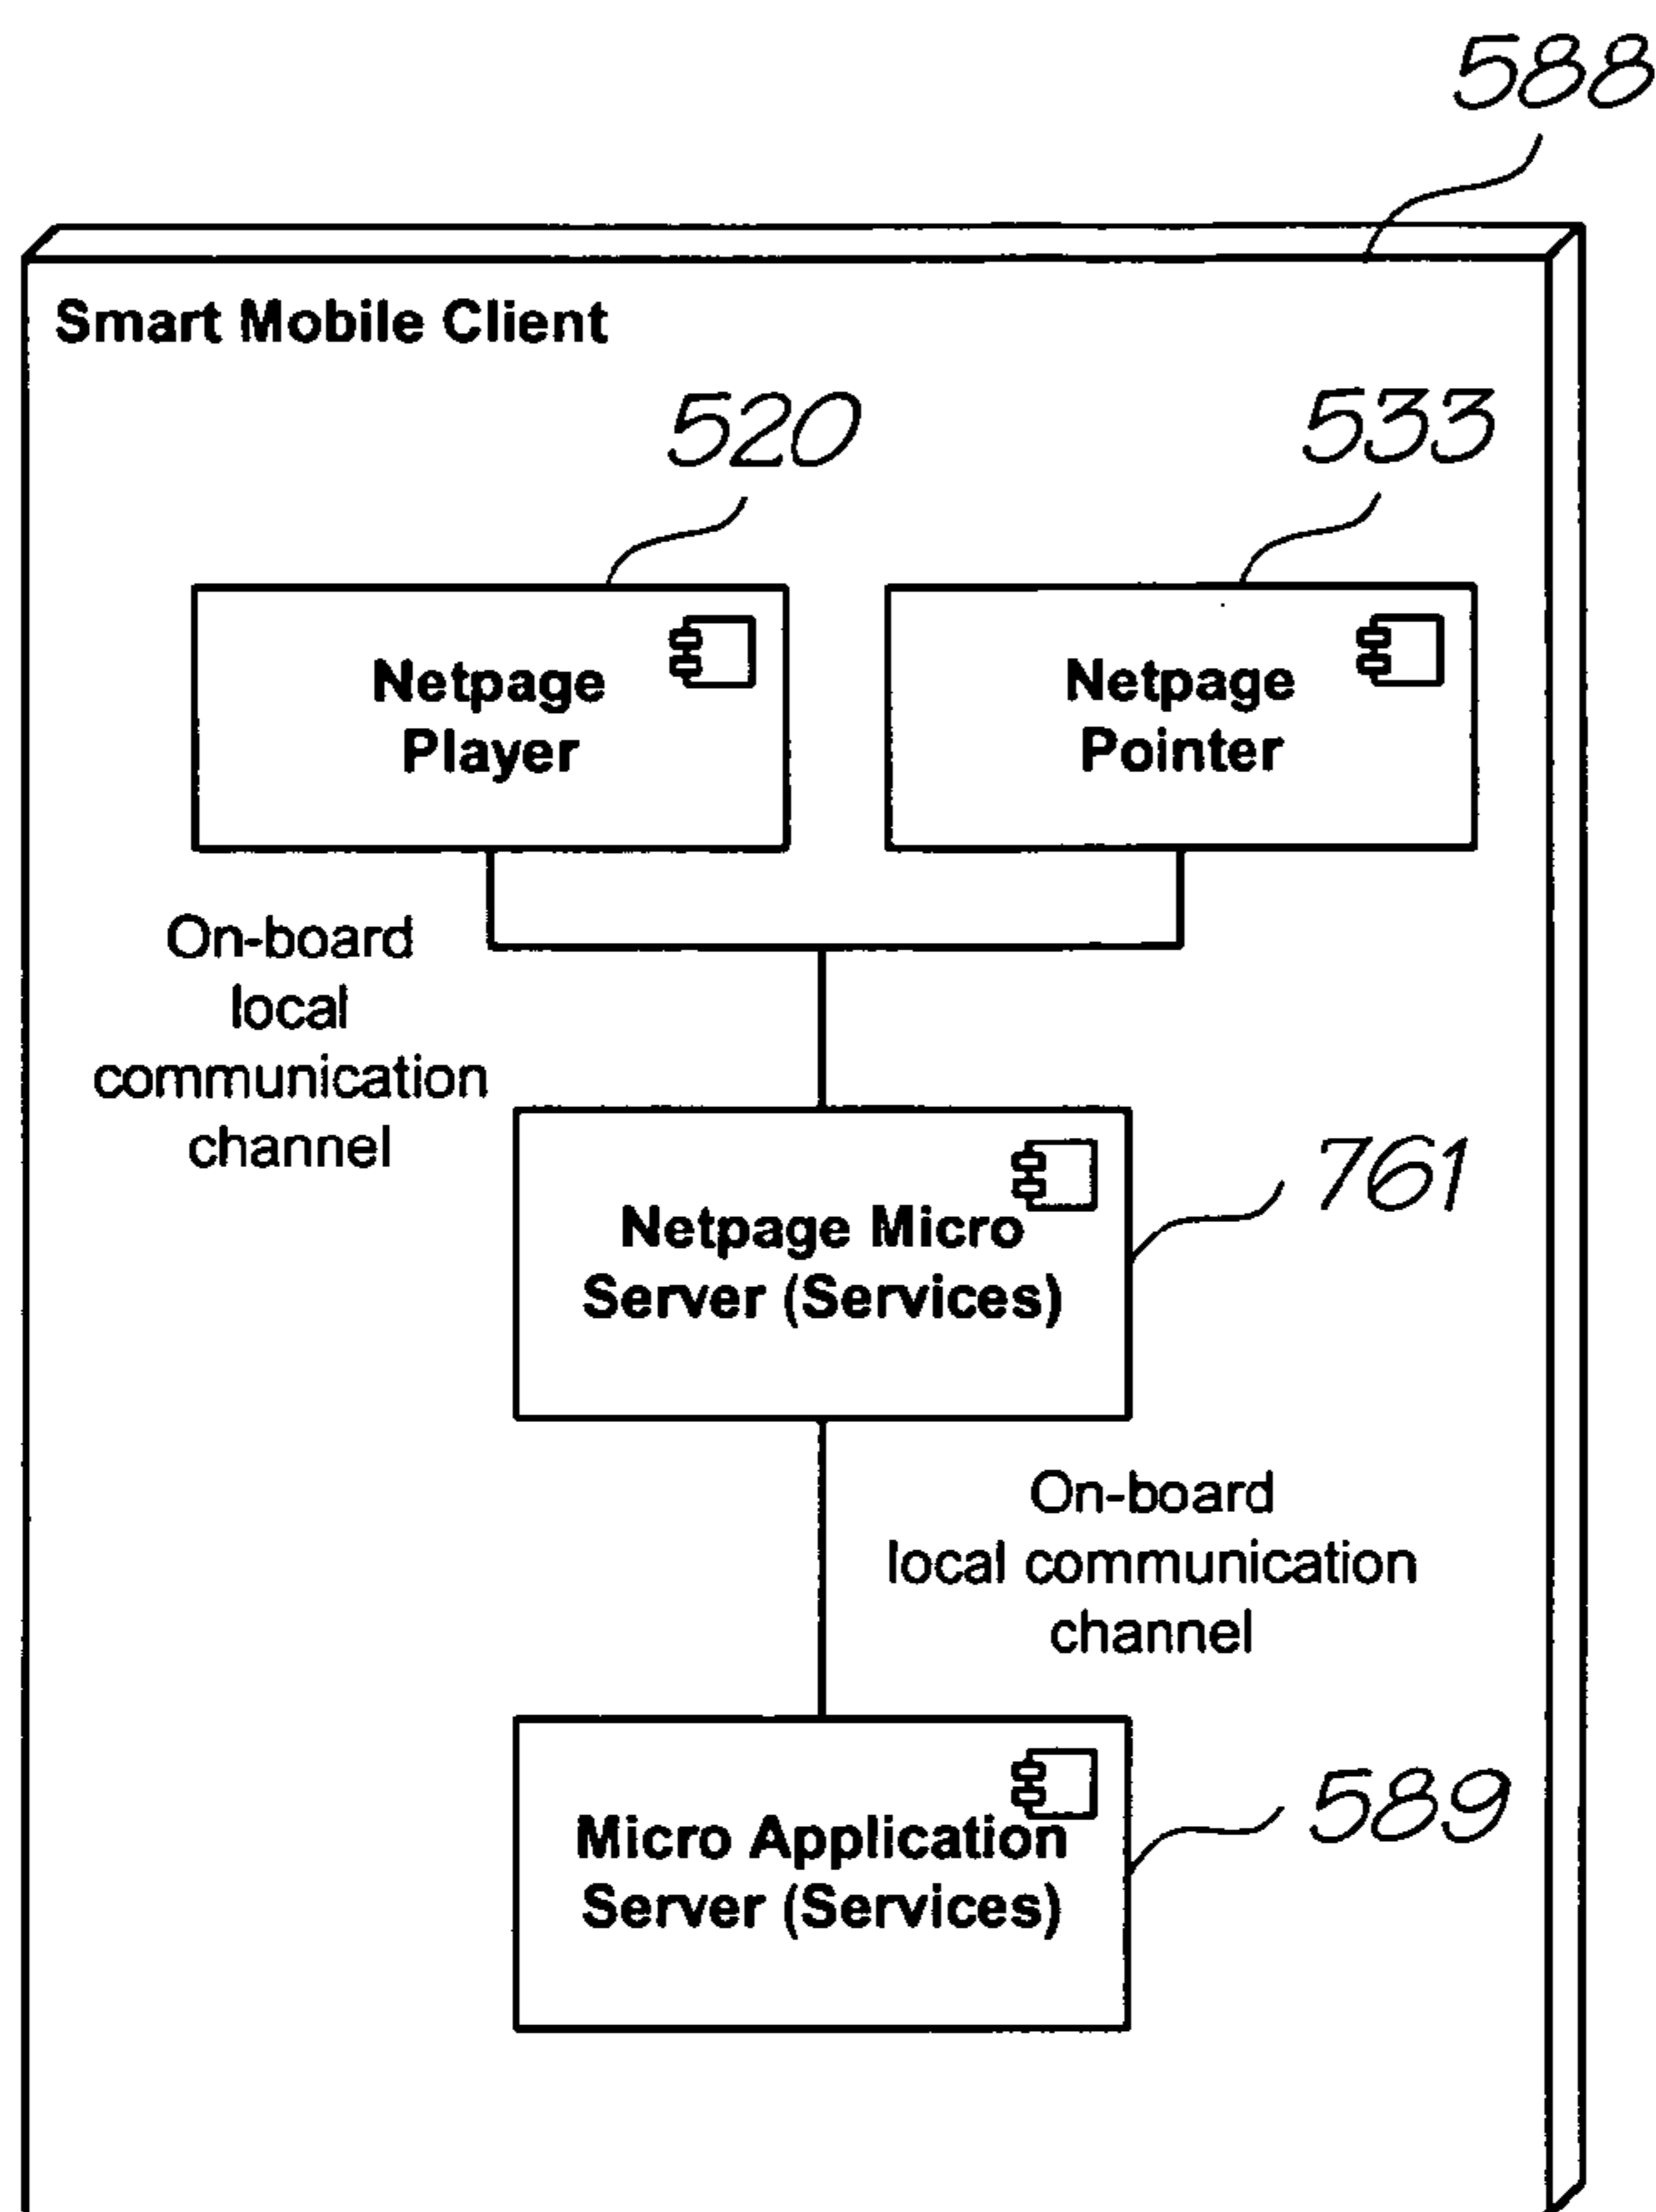 588
Smart Mobile Client
520
533
Netpage
Player
Netpage
Pointer
On-board
local
communication
channel
Netpage Micro
Server (Services)
761
On-board
local communication
channel
Micro Application
Server (Services)
589